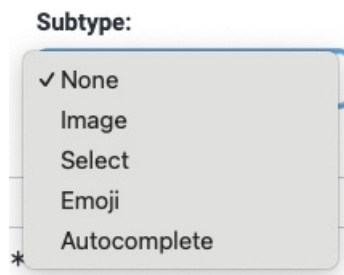 Subtype:
✓ None
Image
Select
Emoji
Autocomplete
*